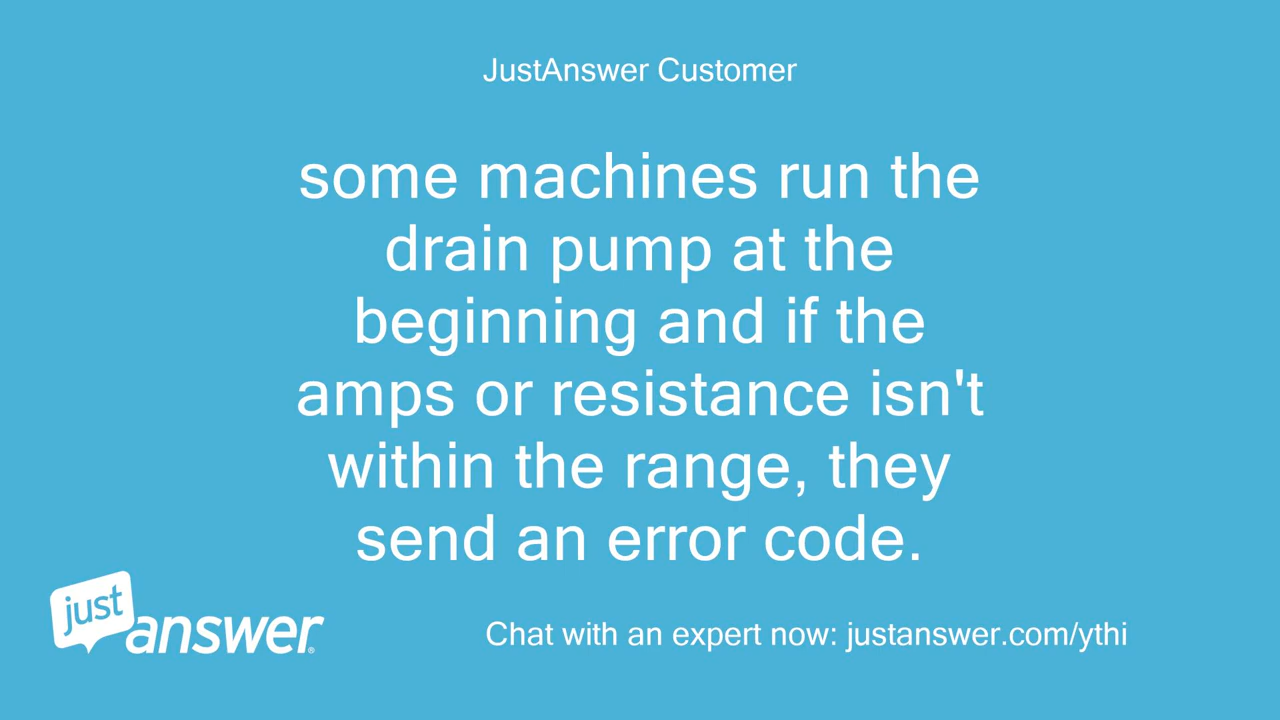 JustAnswer Customer
some machines run the
drain pump at the
beginning and if the
amps or resistance isn't
within the range, they
send an error code.
just
answer®
Chat with an expert now: justanswer.com/ythi